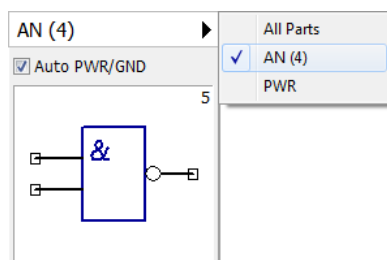 AN (4)
All Parts
AN (4)
PWR
Auto PWR/GND
5
&